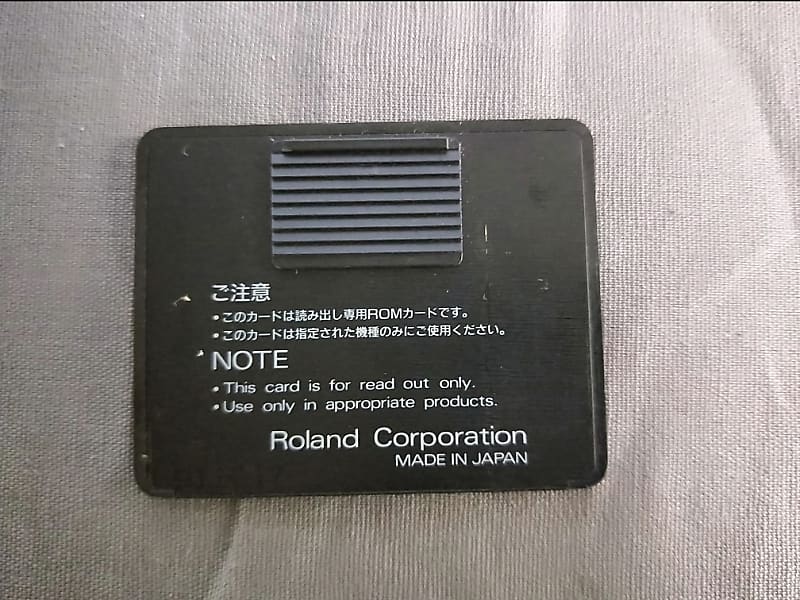 ご注意
•このカードは読み出し専用ROMカードです。
•このカードは指定された機種のみにご使用ください。
NOTE
•This card is for read out only.
•Use only in appropriate products.
Roland Corporation
MADE IN JAPAN